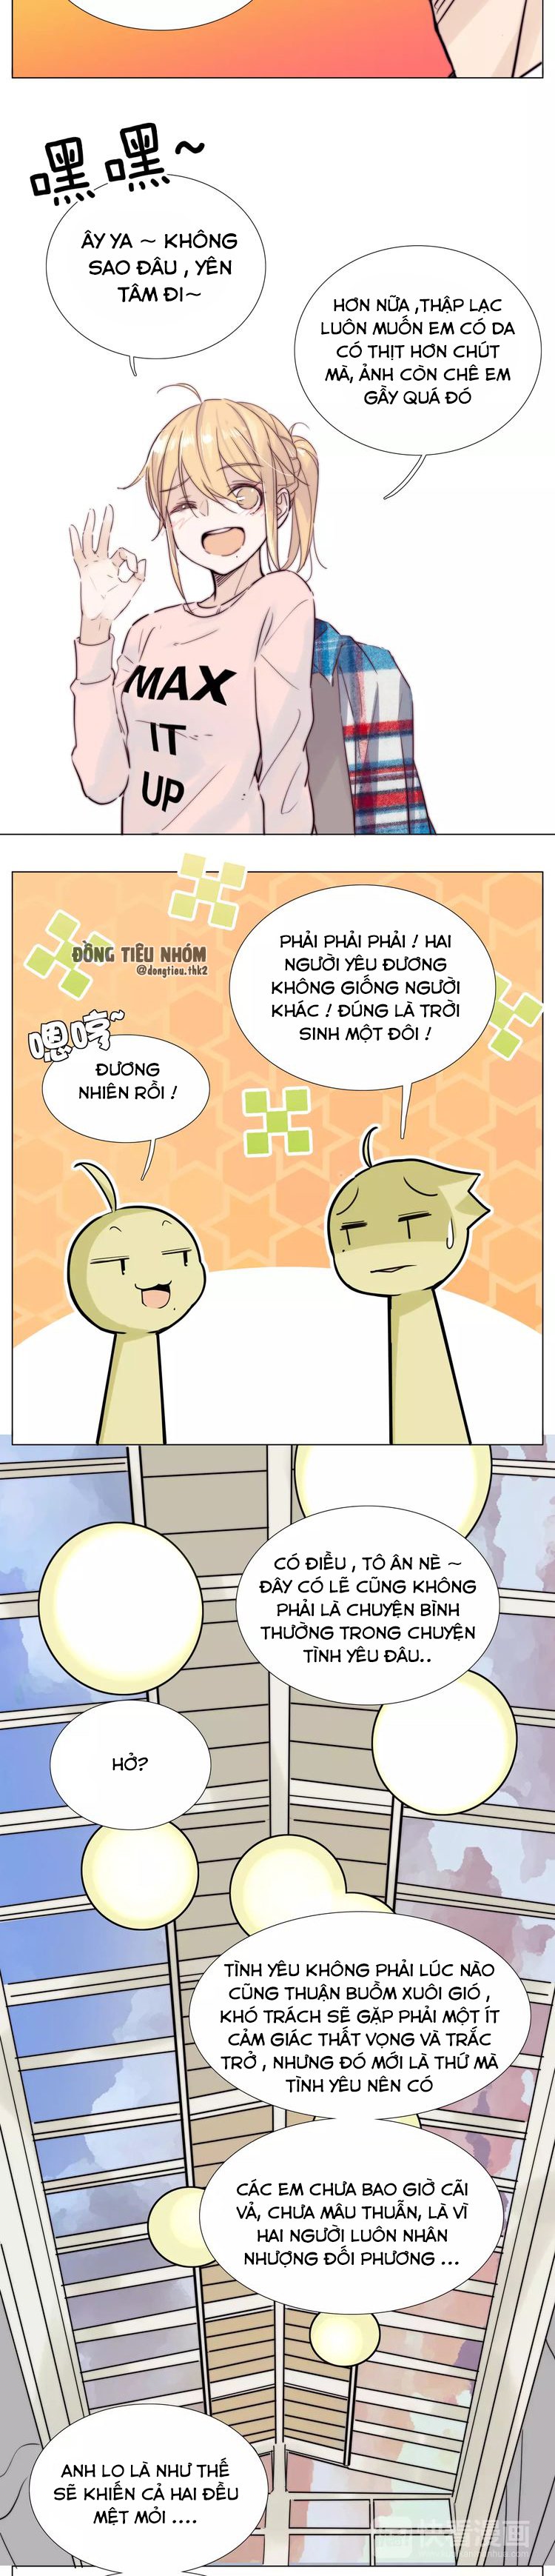 嘿嘿~
ÂY YA ~ KHÔNG
SAO ĐÂU , YÊN
TÂM ĐI~
HƠN NỮA ,THẬP LẠC
LUÔN MUỐN EM CÓ DA
CÓ THỊT HƠN CHÚT
MÀ, ẢNH CÒN CHÊ EM
GẦY QUÁ ĐÓ
MAX
IT
UP
ĐỒNG TIÊU NHÓM
@dongtieu.thk2
PHẢI PHẢI PHẢI ! HAI
NGƯỜI YÊU ĐƯƠNG
KHÔNG GIỐNG NGƯỜI
KHÁC ! ĐÚNG LÀ TRỜI
SINH MỘT ĐÔI !
嗯哼~
ĐƯƠNG
NHIÊN RỒI !
CÓ ĐIỀU , TÔ ÂN NÈ ~
ĐÂY CÓ LẼ CŨNG KHÔNG
PHẢI LÀ CHUYỆN BÌNH
THƯỜNG TRONG CHUYỆN
TÌNH YÊU ĐÂU..
HỞ?
TÌNH YÊU KHÔNG PHẢI LÚC NÀO
CŨNG THUẬN BUỒM XUÔI GIÓ ,
KHÓ TRÁCH SẼ GẶP PHẢI MỘT ÍT
CẢM GIÁC THẤT VỌNG VÀ TRẮC
TRỞ , NHƯNG ĐÓ MỚI LÀ THỨ MÀ
TÌNH YÊU NÊN CÓ
CÁC EM CHƯA BAO GIỜ CÃI
VẢ, CHƯA MÂU THUẪN, LÀ VÌ
HAI NGƯỜI LUÔN NHÂN
NHƯỢNG ĐỐI PHƯƠNG ...
ANH LO LÀ NHƯ THẾ
SẼ KHIẾN CẢ HAI ĐỀU
MỆT MỎI ....
快看漫画